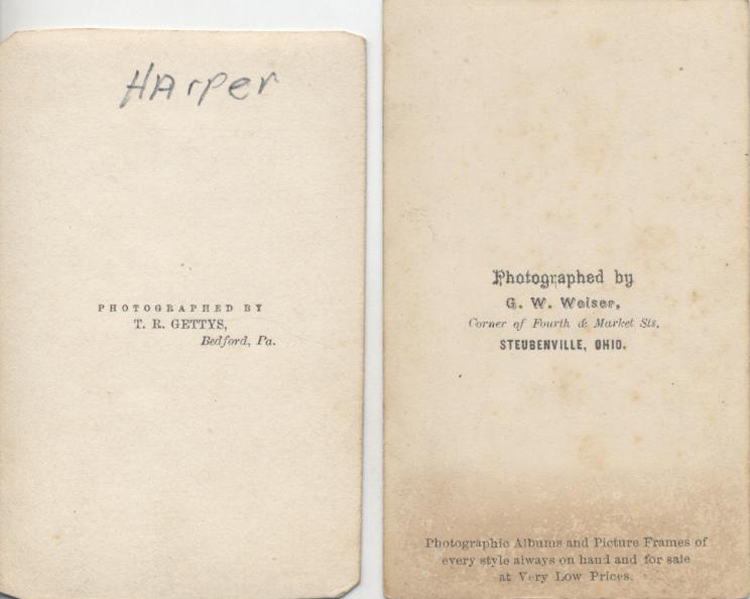 HArper
PHOTOGRAPHED BY
T. R. GETTYS,
Bedford, Pa.
Photographed by
G. W. Weiser,
Corner of Fourth & Market Sts,
STEUBENVILLE, OHIO.
Photographic Albums and Picture Frames of
every style always on hand and for sale
at Very Low Prices.